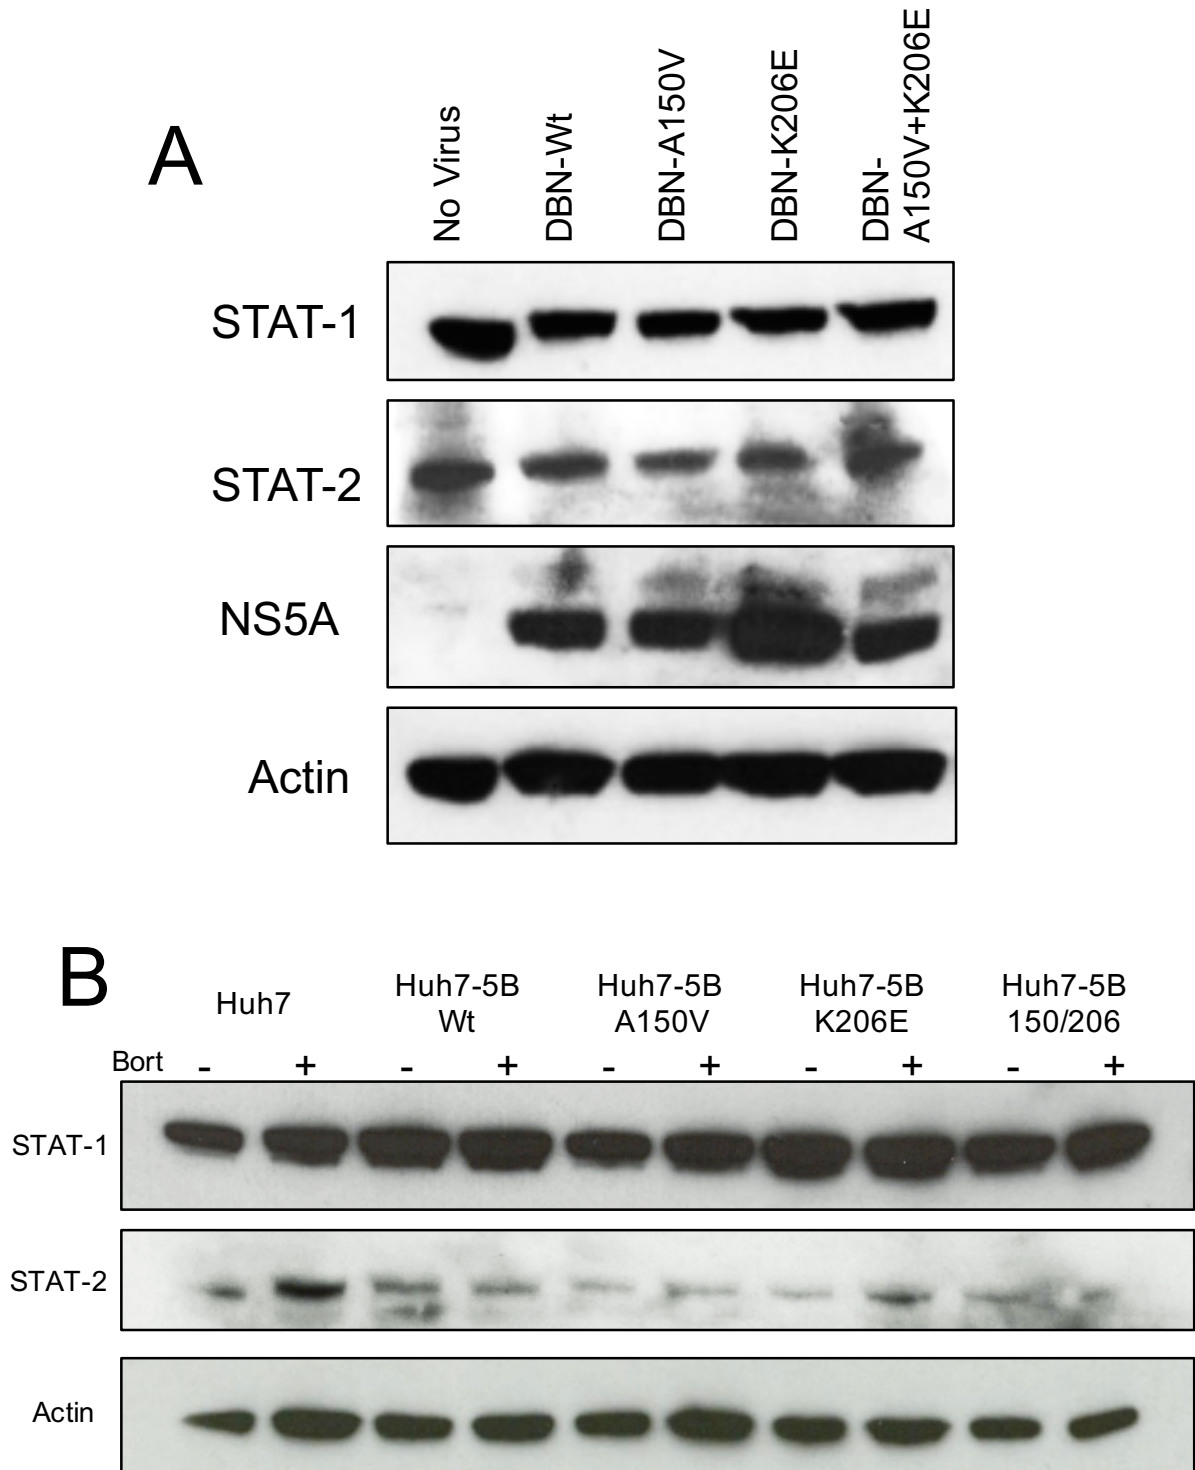 A
No Virus
DBN-Wt
DBN-A150V
DBN-K206E
DBN-
A150V+K206E
STAT-1
STAT-2
NS5A
Actin
B
Huh7
Huh7-5B
Wt
Huh7-5B
A150V
Huh7-5B
K206E
Huh7-5B
150/206
Bort - + - + - + - + - +
STAT-1
STAT-2
Actin